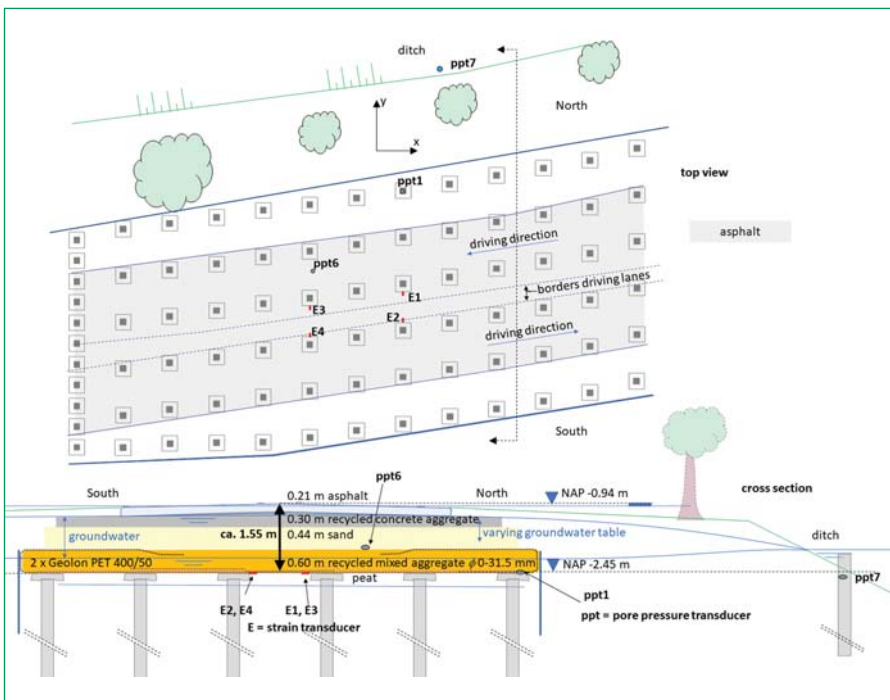 ditch
ppt7
North
y
x
ppt1
top view
asphalt
driving direction
ppt6
borders driving lanes
E1
E3
E2
E4
driving direction
South
ppt6
South
0.21 m asphalt
North
NAP -0.94 m
cross section
0.30 m recycled concrete aggregate
groundwater
ca. 1.55 m
0.44 m sand
varying groundwater table
ditch
2 x Geolon PET 400/50
0.60 m recycled mixed aggregate ϕ 0-31.5 mm
NAP -2.45 m
peat
ppt7
E2, E4
E1, E3
ppt1
E = strain transducer
ppt = pore pressure transducer